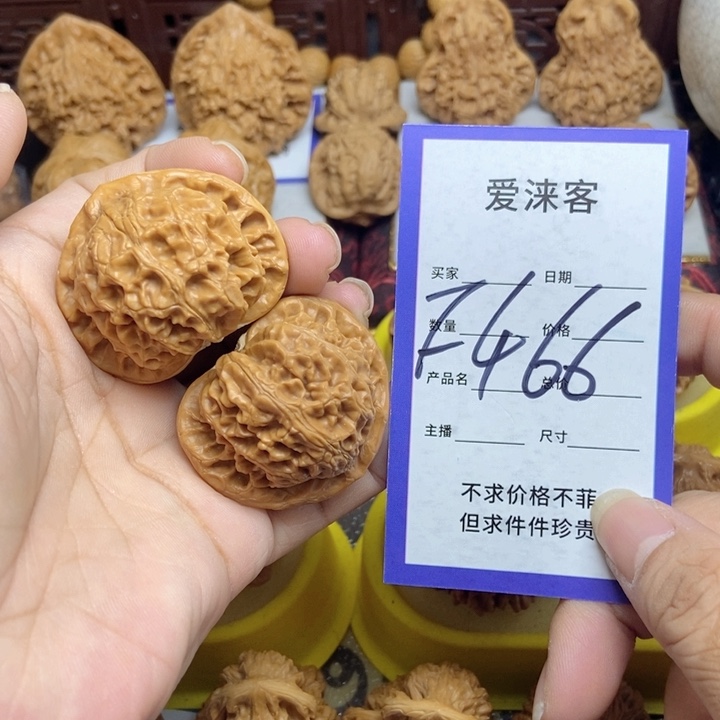 爱涞客
买家 日期
F466
数量 价格
产品名 总价
主播 尺寸
不求价格不菲
但求件件珍贵